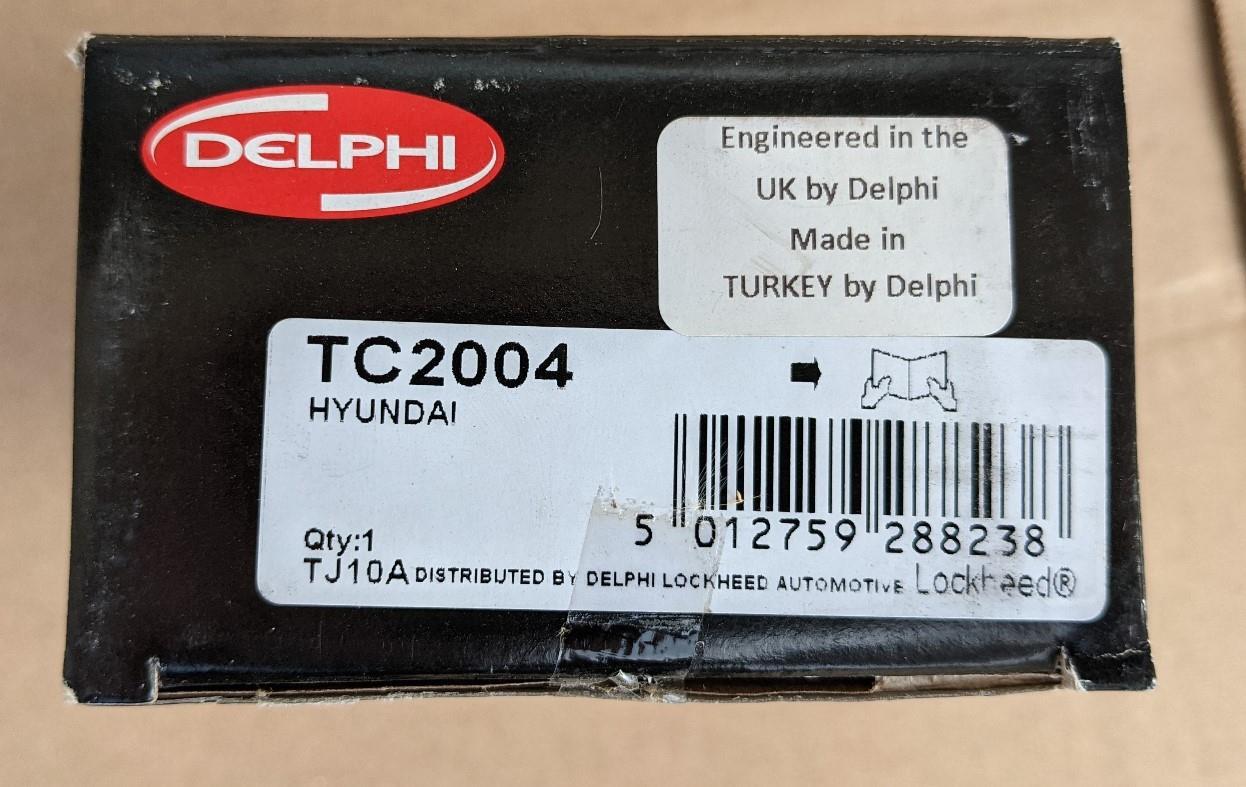 DELPHI
Engineered in the
UK by Delphi
Made in
TURKEY by Delphi
TC2004
HYUNDAI
5 012759 288238
Qty:1
TJ10A DISTRIBUTED BY DELPHI LOCKHEED AUTOMOTIVE Lockheed®